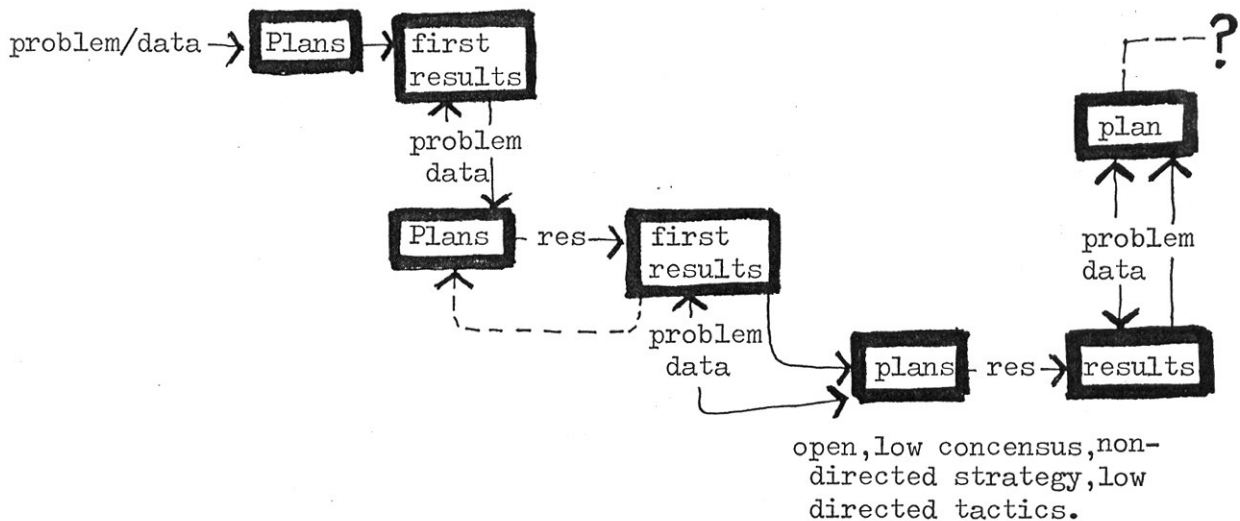 problem/data
Plans
first
results
problem
data
Plans
res
first
results
problem
data
plans
res
results
problem
data
plan
?
open,low concensus,non-
directed strategy,low
directed tactics.